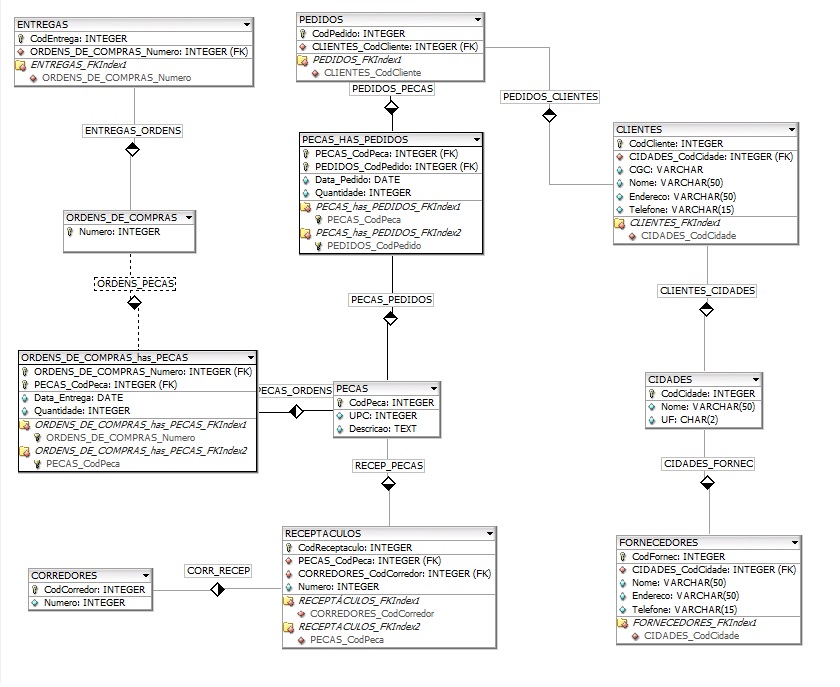 ENTREGAS
CodEntrega: INTEGER
ORDENS_DE_COMPRAS_Numero: INTEGER (FK)
ENTREGAS_FKIndex1
ORDENS_DE_COMPRAS_Numero
PEDIDOS
CodPedido: INTEGER
CLIENTES_CodCliente: INTEGER (FK)
PEDIDOS_FKIndex1
CLIENTES_CodCliente
PEDIDOS_PECAS
PEDIDOS_CLIENTES
ENTREGAS_ORDENS
PECAS_HAS_PEDIDOS
PECAS_CodPeca: INTEGER (FK)
PEDIDOS_CodPedido: INTEGER (FK)
Data_Pedido: DATE
Quantidade: INTEGER
PECAS_has_PEDIDOS_FKIndex1
PECAS_CodPeca
PECAS_has_PEDIDOS_FKIndex2
PEDIDOS_CodPedido
CLIENTES
CodCliente: INTEGER
CIDADES_CodCidade: INTEGER (FK)
CGC: VARCHAR
Nome: VARCHAR(50)
Endereco: VARCHAR(50)
Telefone: VARCHAR(15)
CLIENTES_FKIndex1
CIDADES_CodCidade
ORDENS_DE_COMPRAS
Numero: INTEGER
ORDENS_PECAS
PECAS_PEDIDOS
CLIENTES_CIDADES
ORDENS_DE_COMPRAS_has_PECAS
ORDENS_DE_COMPRAS_Numero: INTEGER (FK)
PECAS_CodPeca: INTEGER (FK)
Data_Entrega: DATE
Quantidade: INTEGER
ORDENS_DE_COMPRAS_has_PECAS_FKIndex1
ORDENS_DE_COMPRAS_Numero
ORDENS_DE_COMPRAS_has_PECAS_FKIndex2
PECAS_CodPeca
PECAS_ORDENS
PECAS
CodPeca: INTEGER
UPC: INTEGER
Descricao: TEXT
CIDADES
CodCidade: INTEGER
Nome: VARCHAR(50)
UF: CHAR(2)
RECEP_PECAS
CIDADES_FORNEC
RECEPTACULOS
CodReceptaculo: INTEGER
PECAS_CodPeca: INTEGER (FK)
CORREDORES_CodCorredor: INTEGER (FK)
Numero: INTEGER
RECEPTÁCULOS_FKIndex1
CORREDORES_CodCorredor
RECEPTACULOS_FKIndex2
PECAS_CodPeca
CORR_RECEP
CORREDORES
CodCorredor: INTEGER
Numero: INTEGER
FORNECEDORES
CodFornec: INTEGER
CIDADES_CodCidade: INTEGER (FK)
Nome: VARCHAR(50)
Endereco: VARCHAR(50)
Telefone: VARCHAR(15)
FORNECEDORES_FKIndex1
CIDADES_CodCidade